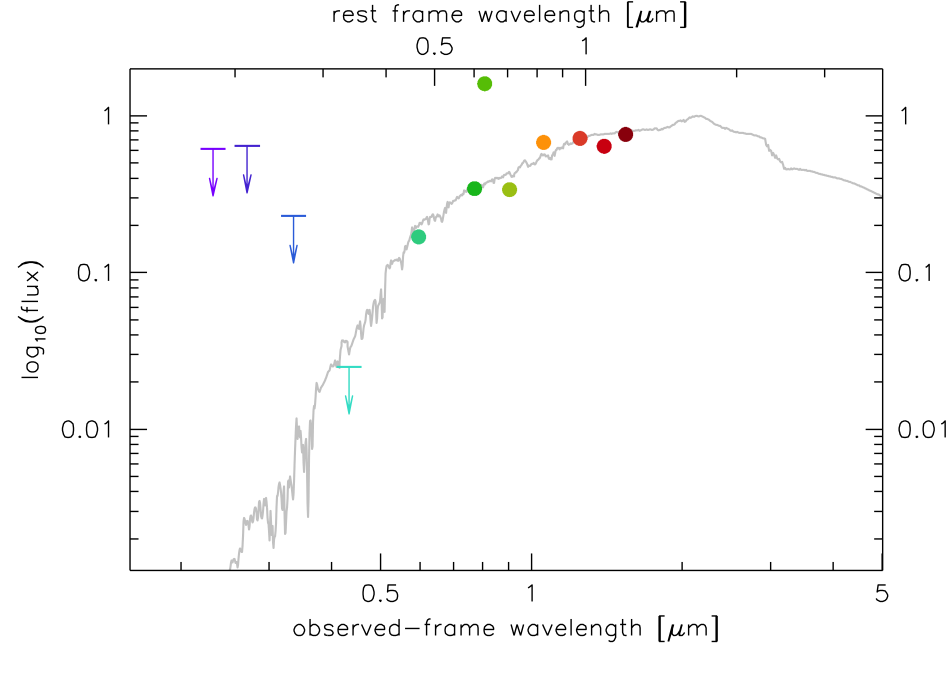 rest frame wavelength [μm]
0.5 1
1 1
0.1 0.1
0.01 0.01
log10(flux)
0.5 1 5
observed-frame wavelength [μm]